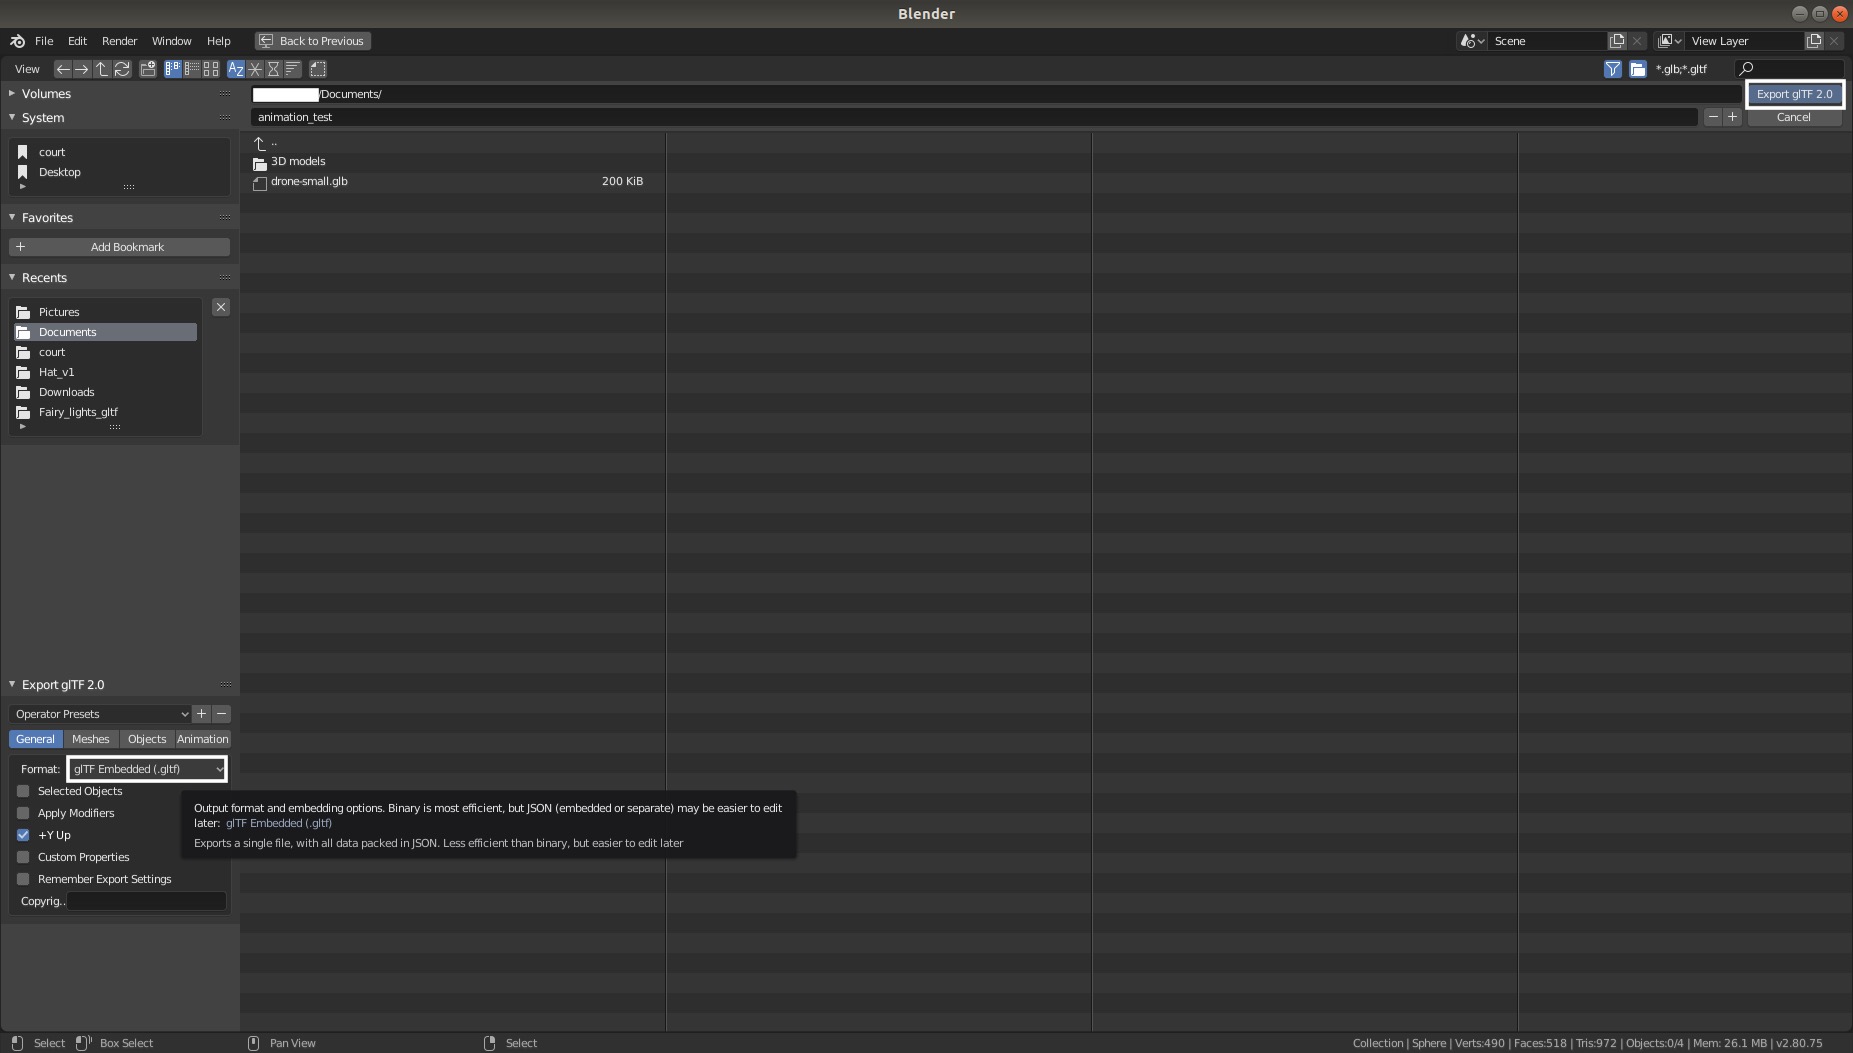 Blender
File Edit Render Window Help Back to Previous Scene View Layer
View *.glb;*.gltf
Volumes
/Documents/ Export glTF 2.0
System
animation_test Cancel
court
Desktop
..
3D models
drone-small.glb 200 KiB
Favorites
Add Bookmark
Recents
Pictures
Documents
court
Hat_v1
Downloads
Fairy_lights_gltf
Export glTF 2.0
Operator Presets
General Meshes Objects Animation
Format: glTF Embedded (.gltf)
Selected Objects
Apply Modifiers
+Y Up
Custom Properties
Remember Export Settings
Copyrig..
Output format and embedding options. Binary is most efficient, but JSON (embedded or separate) may be easier to edit
later: glTF Embedded (.gltf)
Exports a single file, with all data packed in JSON. Less efficient than binary, but easier to edit later
Select Box Select Pan View Select Collection | Sphere | Verts:490 | Faces:518 | Tris:972 | Objects:0/4 | Mem: 26.1 MB | v2.80.75